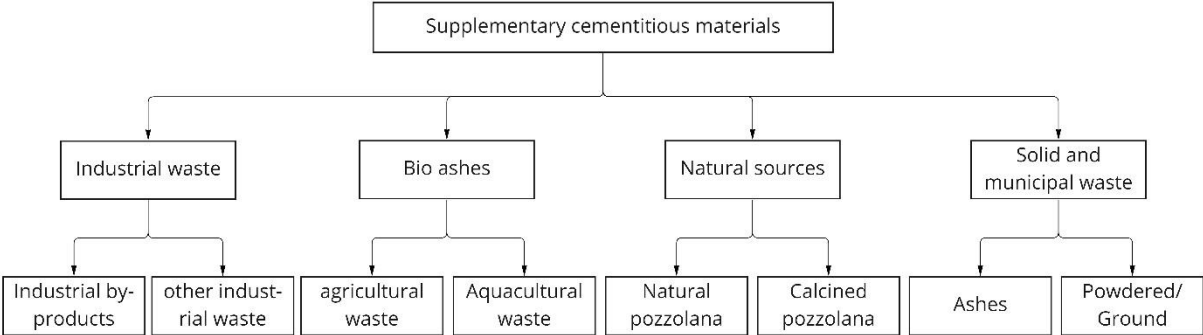 Supplementary cementitious materials
Industrial waste
Bio ashes
Natural sources
Solid and
municipal waste
Industrial by-
products
other indust-
rial waste
agricultural
waste
Aquacultural
waste
Natural
pozzolana
Calcined
pozzolana
Ashes
Powdered/
Ground